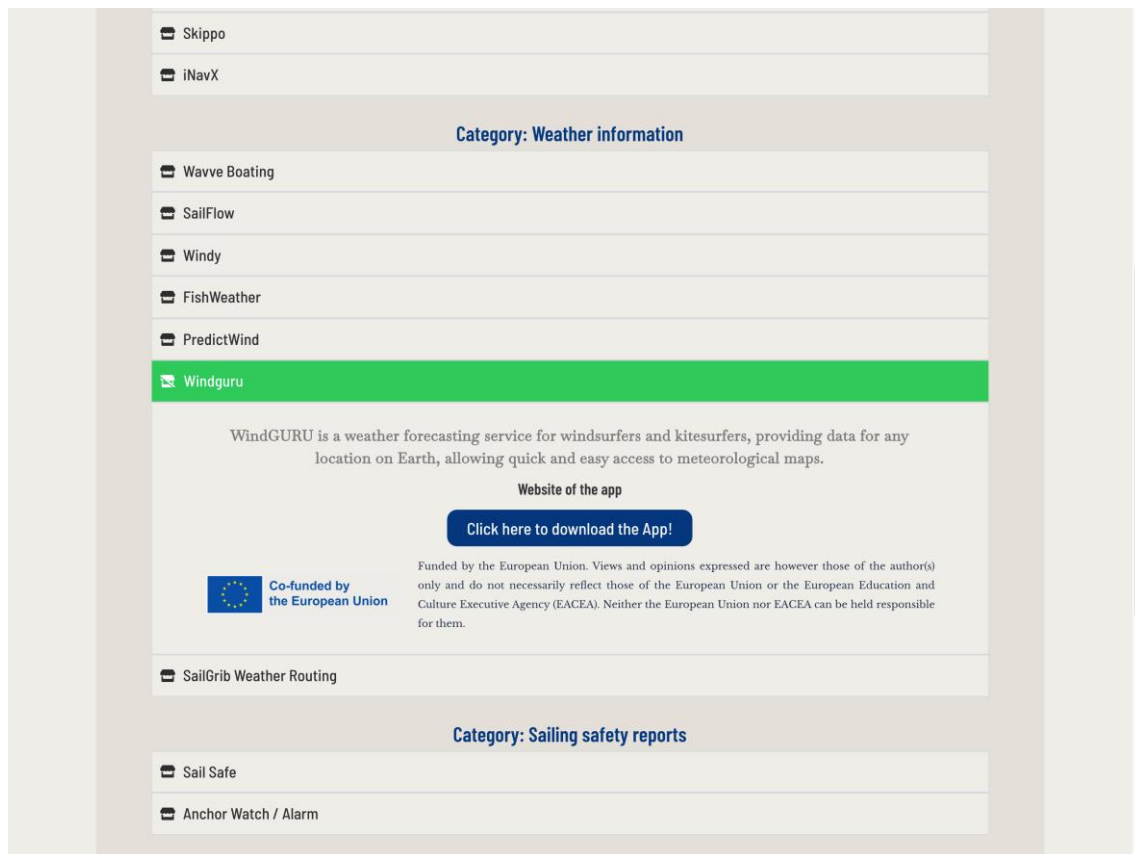 Skippo
iNavX
Category: Weather information
Wavve Boating
SailFlow
Windy
FishWeather
PredictWind
Windguru
WindGURU is a weather forecasting service for windsurfers and kitesurfers, providing data for any
location on Earth, allowing quick and easy access to meteorological maps.
Website of the app
Click here to download the App!
Co-funded by
the European Union
Funded by the European Union. Views and opinions expressed are however those of the author(s)
only and do not necessarily reflect those of the European Union or the European Education and
Culture Executive Agency (EACEA). Neither the European Union nor EACEA can be held responsible
for them.
SailGrib Weather Routing
Category: Sailing safety reports
Sail Safe
Anchor Watch / Alarm